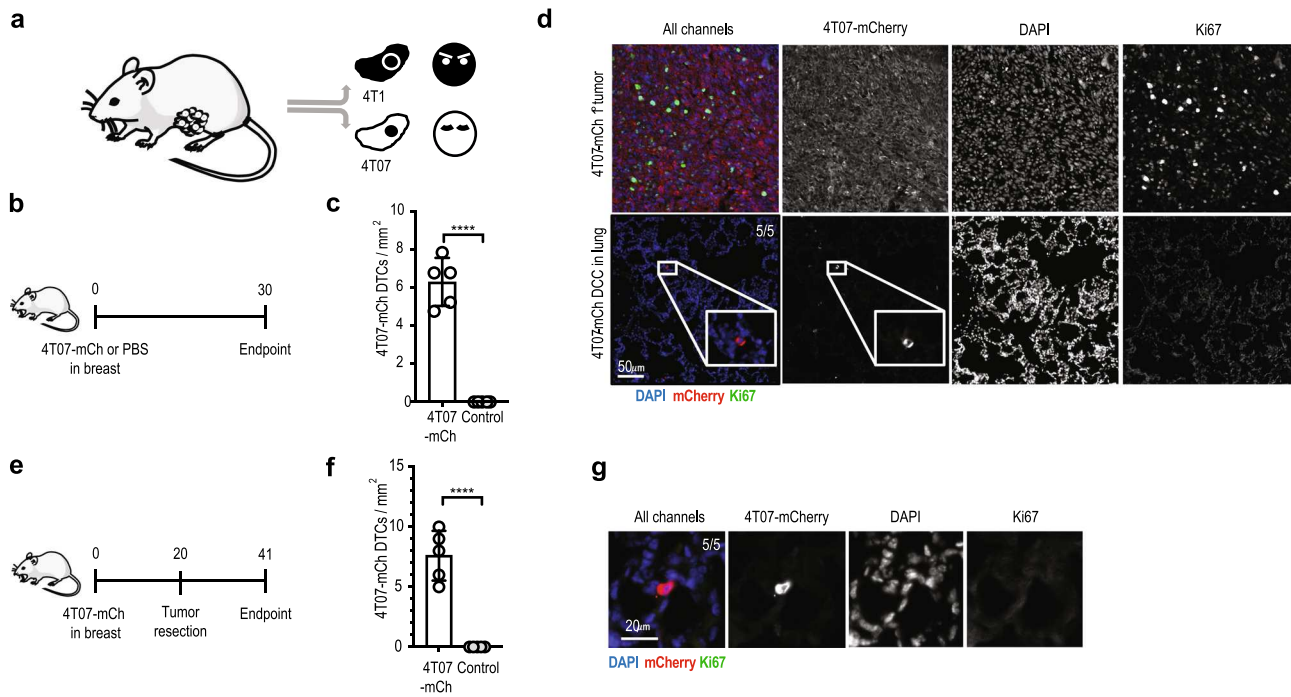 a
4T1
4T07
b
0
30
4T07-mCh or PBS
in breast
Endpoint
c
4T07-mCh DTCs / mm²
10
8
6
4
2
0
****
4T07
-mCh
Control
d
All channels
4T07-mCherry
DAPI
Ki67
4T07-mCh 1° tumor
4T07-mCh DCC in lung
5/5
50μm
DAPI mCherry Ki67
e
0
20
41
4T07-mCh
in breast
Tumor
resection
Endpoint
f
4T07-mCh DTCs / mm²
15
10
5
0
****
4T07
-mCh
Control
g
All channels
4T07-mCherry
DAPI
Ki67
5/5
20μm
DAPI mCherry Ki67